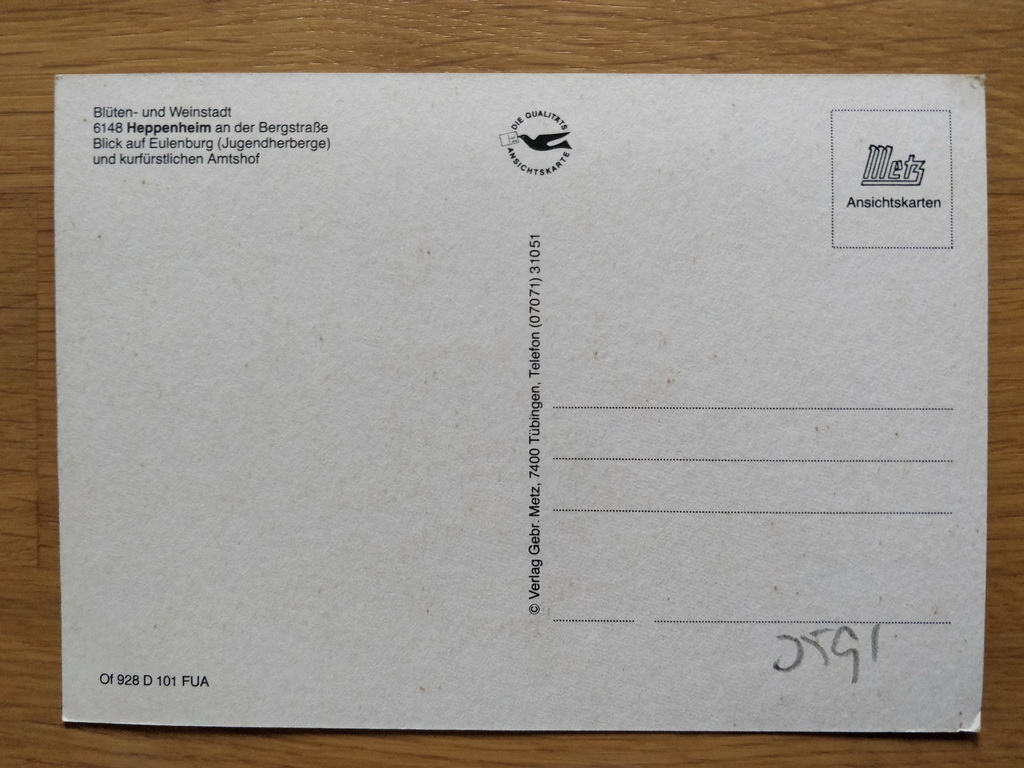 Blüten- und Weinstadt
6148 Heppenheim an der Bergstraße
Blick auf Eulenburg (Jugendherberge)
und kurfürstlichen Amtshof
DIE QUALITÄTS
ANSICHTSKARTE
Metz
Ansichtskarten
© Verlag Gebr. Metz, 7400 Tübingen, Telefon (07071) 31051
Of 928 D 101 FUA